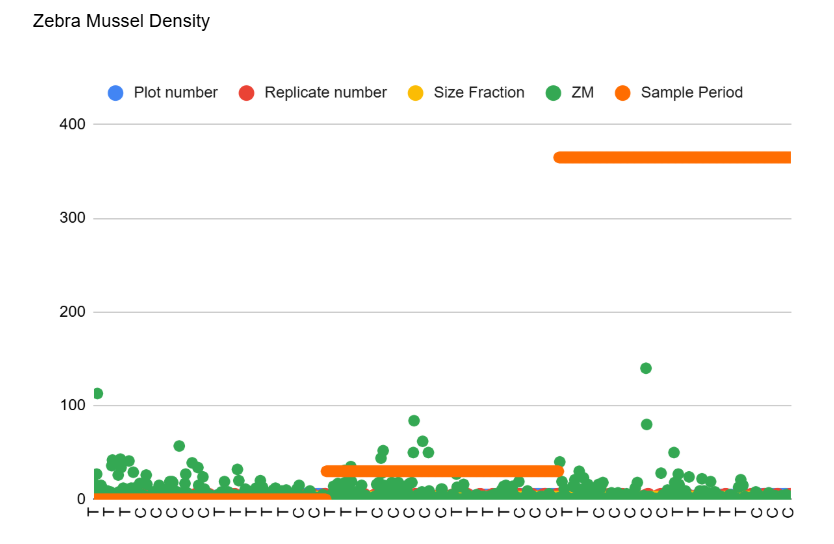 Zebra Mussel Density
Plot number Replicate number Size Fraction ZM Sample Period
400
300
200
100
0
T T T C C C C C T T T T T C C T T T C C C C C T T T T C C C T T C C C C C T T T T T C C C